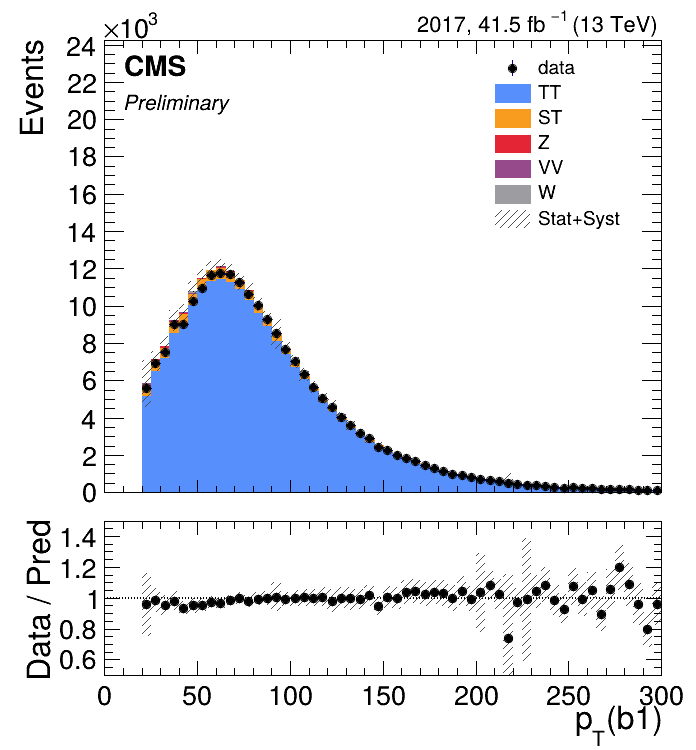 ×10³
2017, 41.5 fb⁻¹ (13 TeV)
Events
CMS
Preliminary
data
TT
ST
Z
VV
W
Stat+Syst
24
22
20
18
16
14
12
10
8
6
4
2
0
Data / Pred
1.4
1.2
1
0.8
0.6
0 50 100 150 200 250 300
p_T(b1)